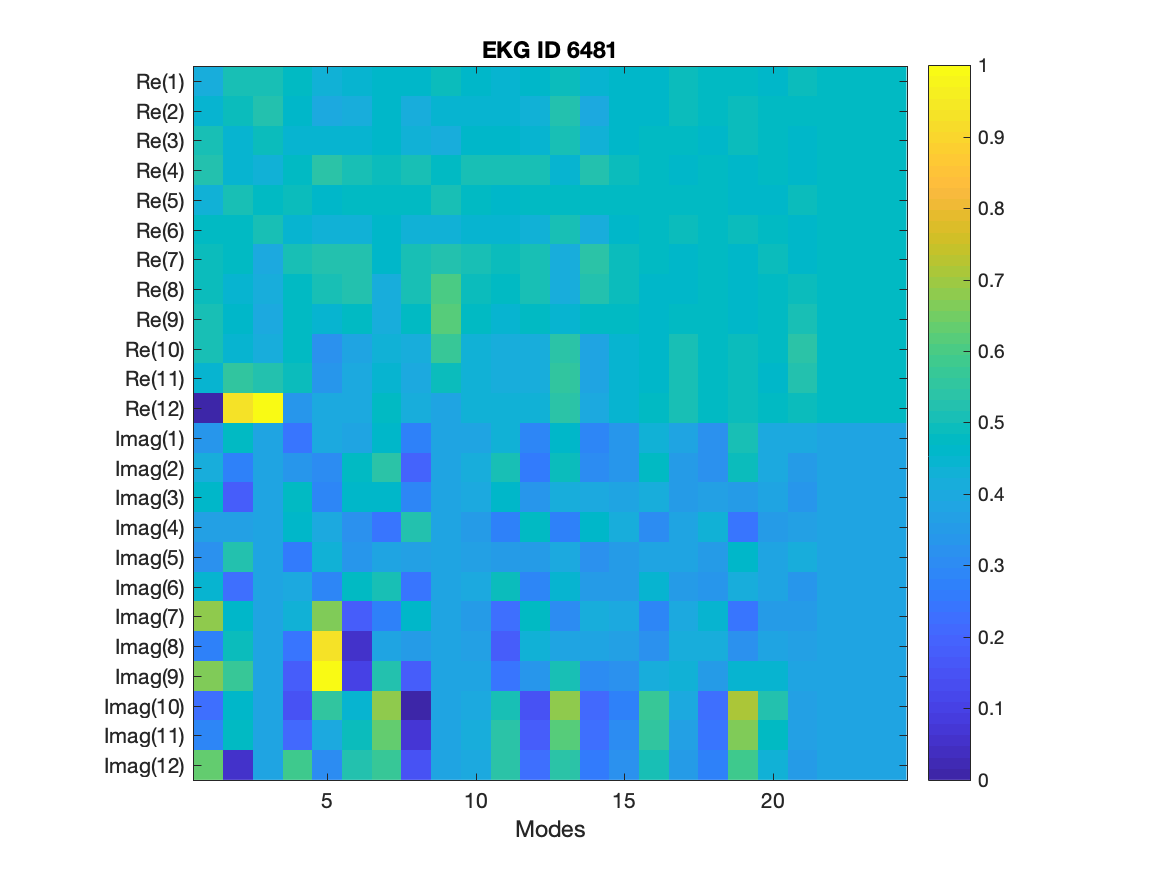 EKG ID 6481
Re(1)
Re(2)
Re(3)
Re(4)
Re(5)
Re(6)
Re(7)
Re(8)
Re(9)
Re(10)
Re(11)
Re(12)
Imag(1)
Imag(2)
Imag(3)
Imag(4)
Imag(5)
Imag(6)
Imag(7)
Imag(8)
Imag(9)
Imag(10)
Imag(11)
Imag(12)
5 10 15 20
Modes
1
0.9
0.8
0.7
0.6
0.5
0.4
0.3
0.2
0.1
0